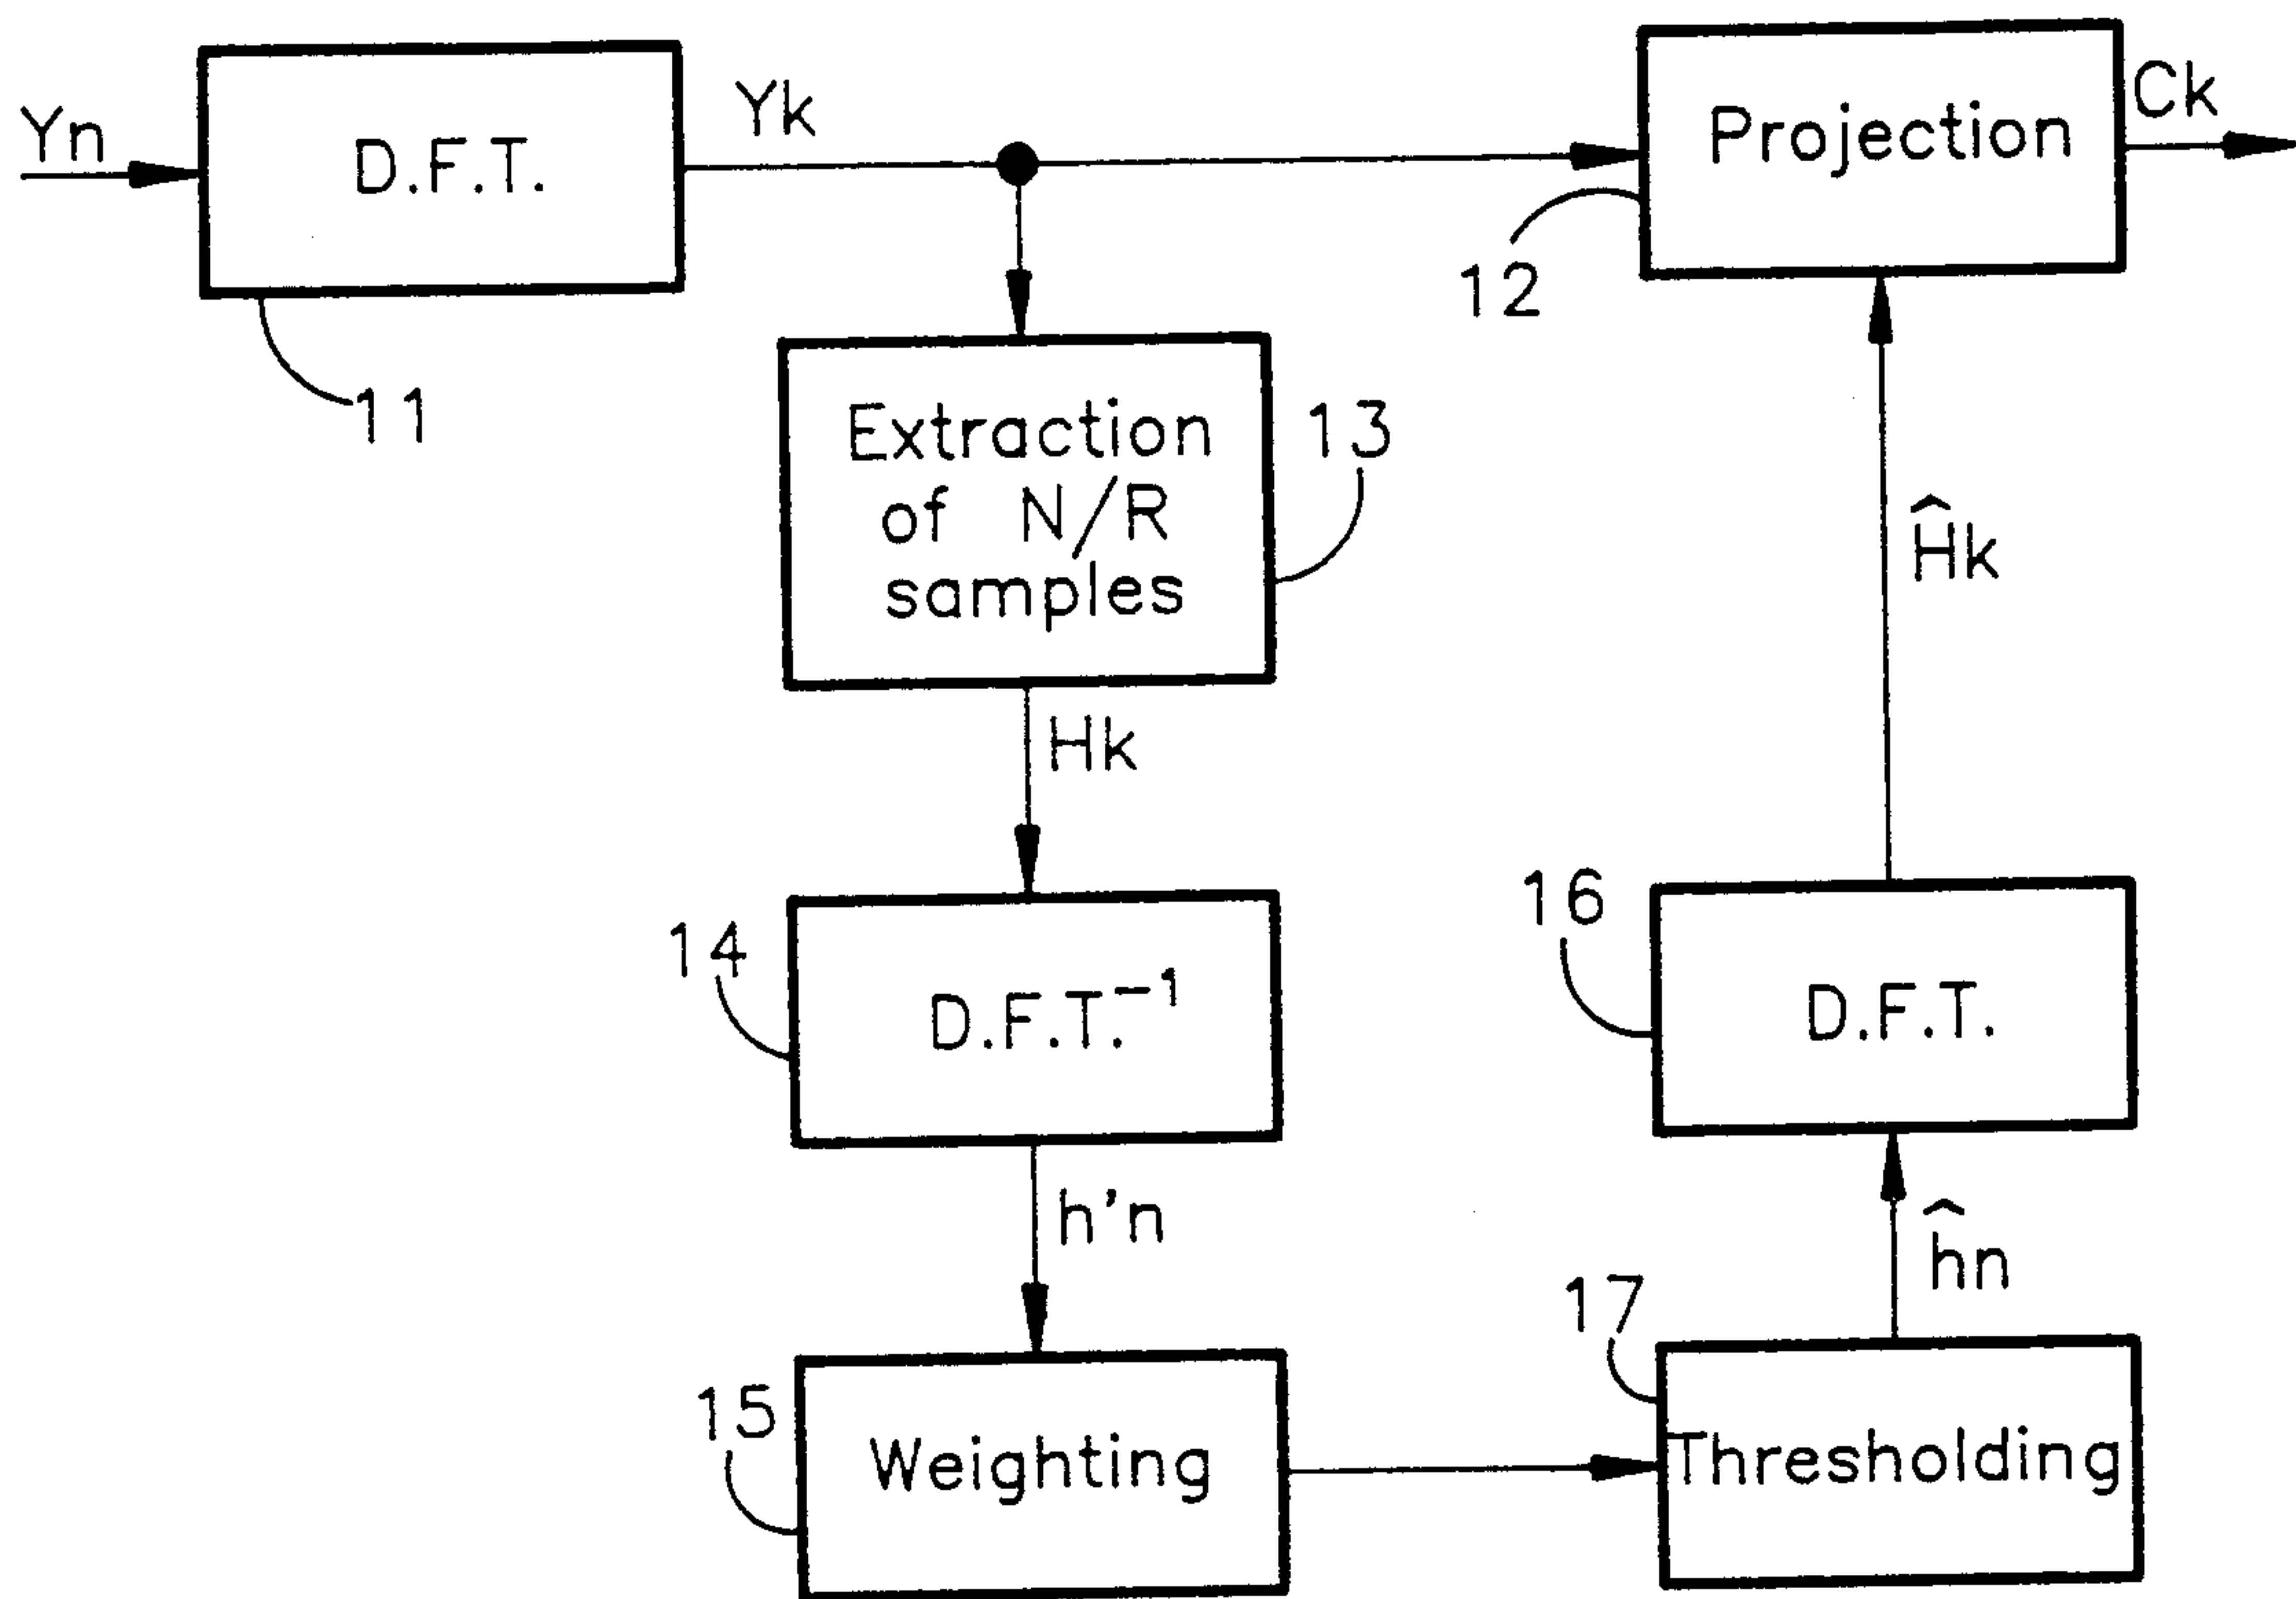 Yn
D.F.T.
Yk
Projection
Ck
12
11
Extraction
of N/R
samples
13
Hk
Ĥk
14
D.F.T.⁻¹
16
D.F.T.
h'n
ĥn
15
Weighting
17
Thresholding